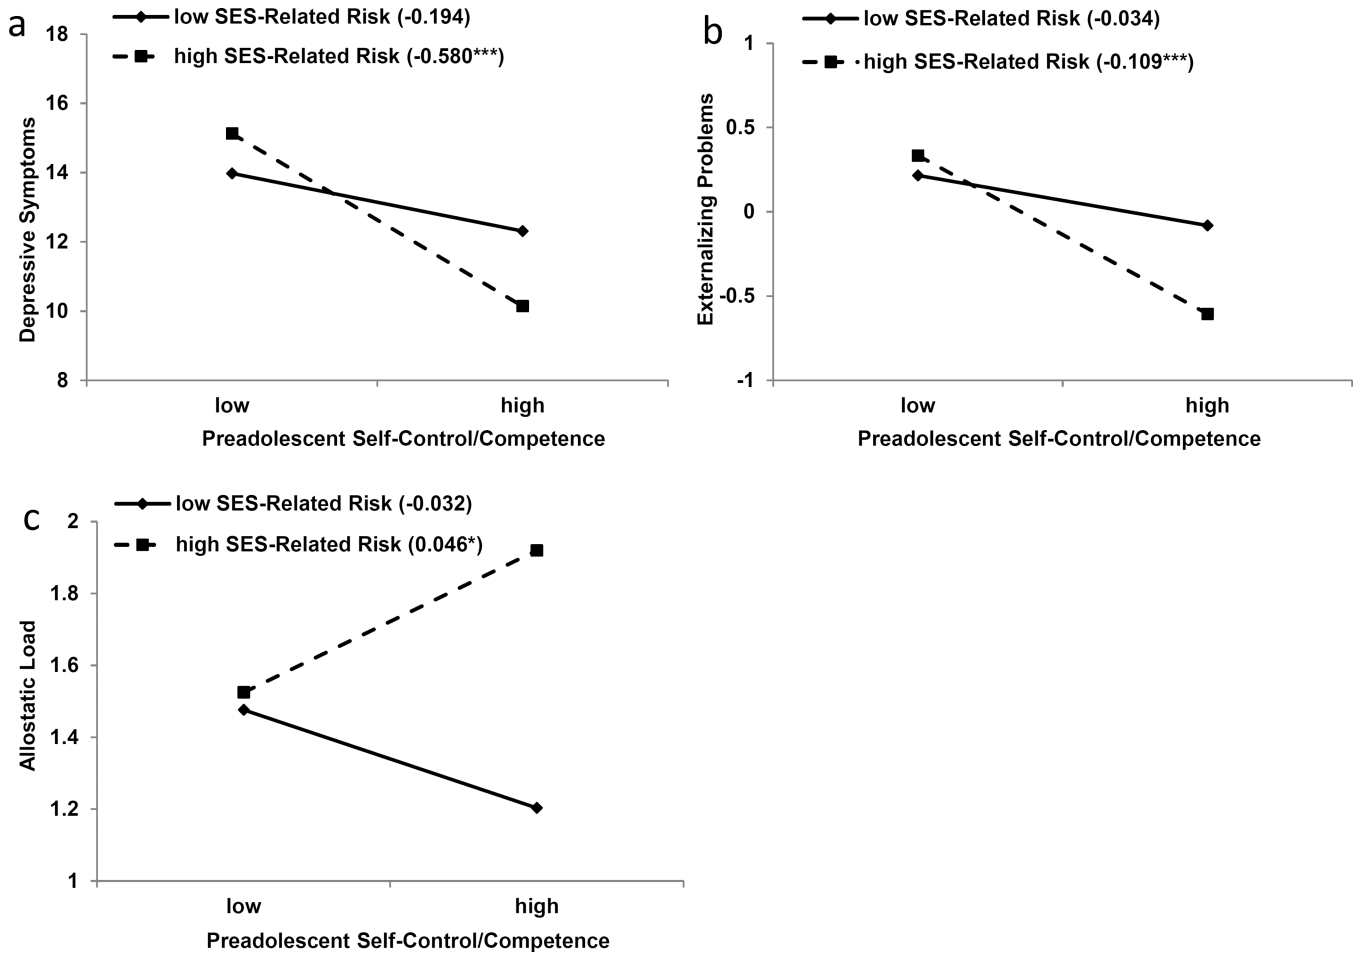 a
low SES-Related Risk (-0.194)
high SES-Related Risk (-0.580***)
18
16
14
12
10
8
Depressive Symptoms
low
high
Preadolescent Self-Control/Competence
b
low SES-Related Risk (-0.034)
high SES-Related Risk (-0.109***)
1
0.5
0
-0.5
-1
Externalizing Problems
low
high
Preadolescent Self-Control/Competence
c
low SES-Related Risk (-0.032)
high SES-Related Risk (0.046*)
2
1.8
1.6
1.4
1.2
1
Allostatic Load
low
high
Preadolescent Self-Control/Competence